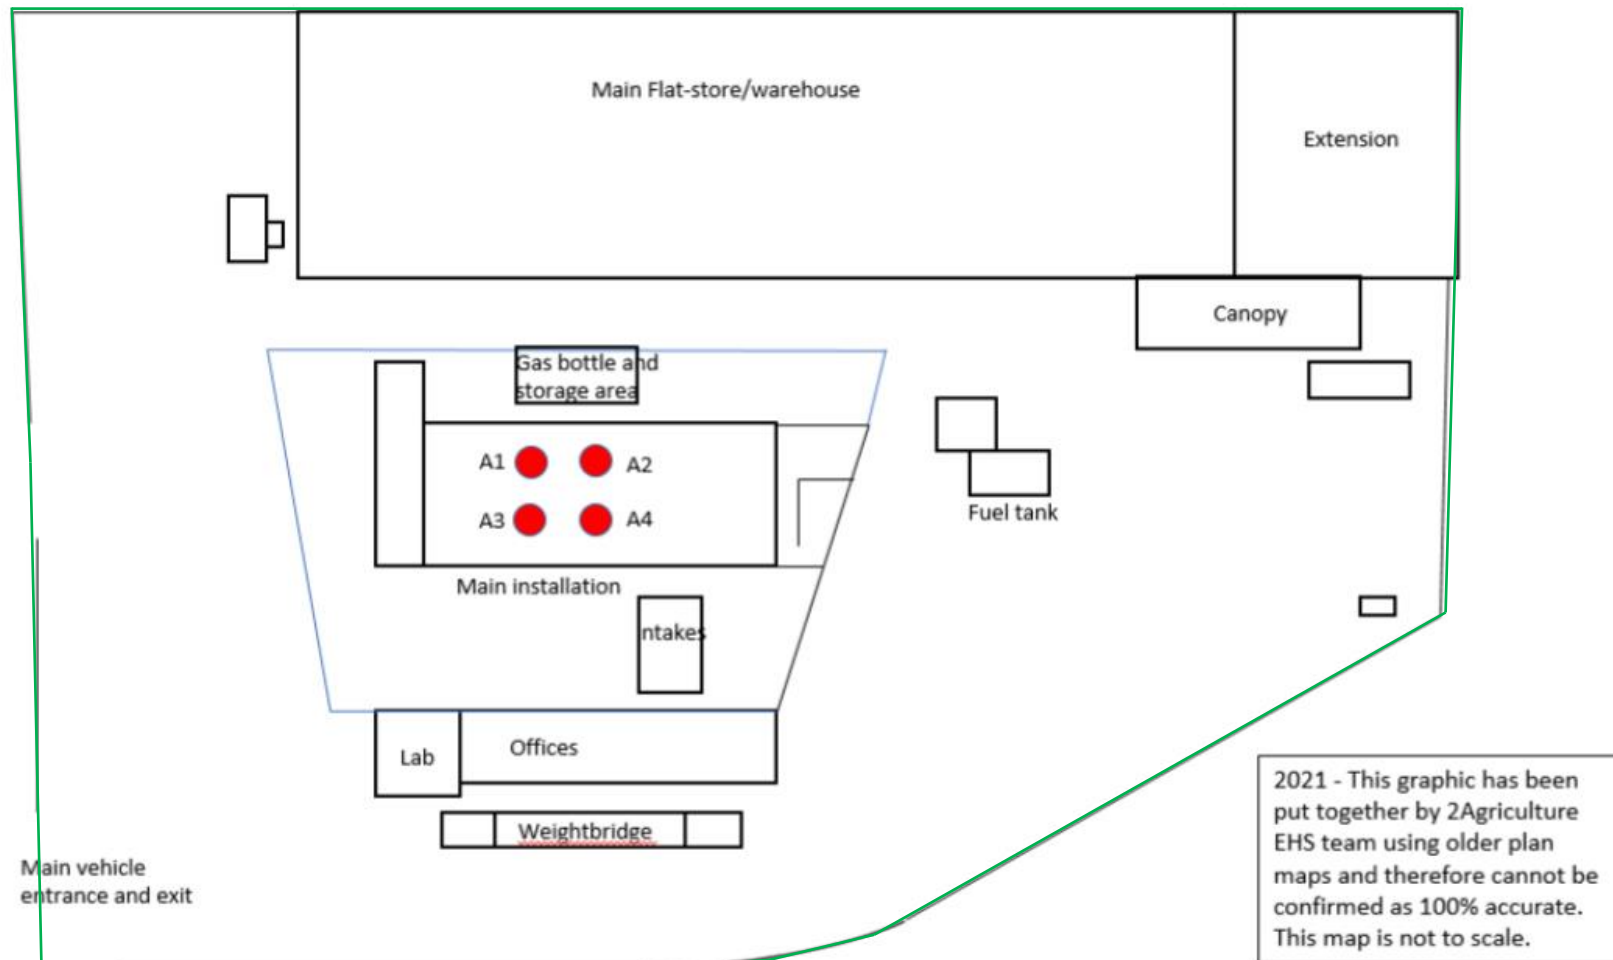 Main Flat-store/warehouse
Extension
Canopy
Gas bottle and
storage area
A1
A2
A3
A4
Fuel tank
Main installation
ntakes
Lab
Offices
Weightbridge
Main vehicle
entrance and exit
2021 - This graphic has been
put together by 2Agriculture
EHS team using older plan
maps and therefore cannot be
confirmed as 100% accurate.
This map is not to scale.